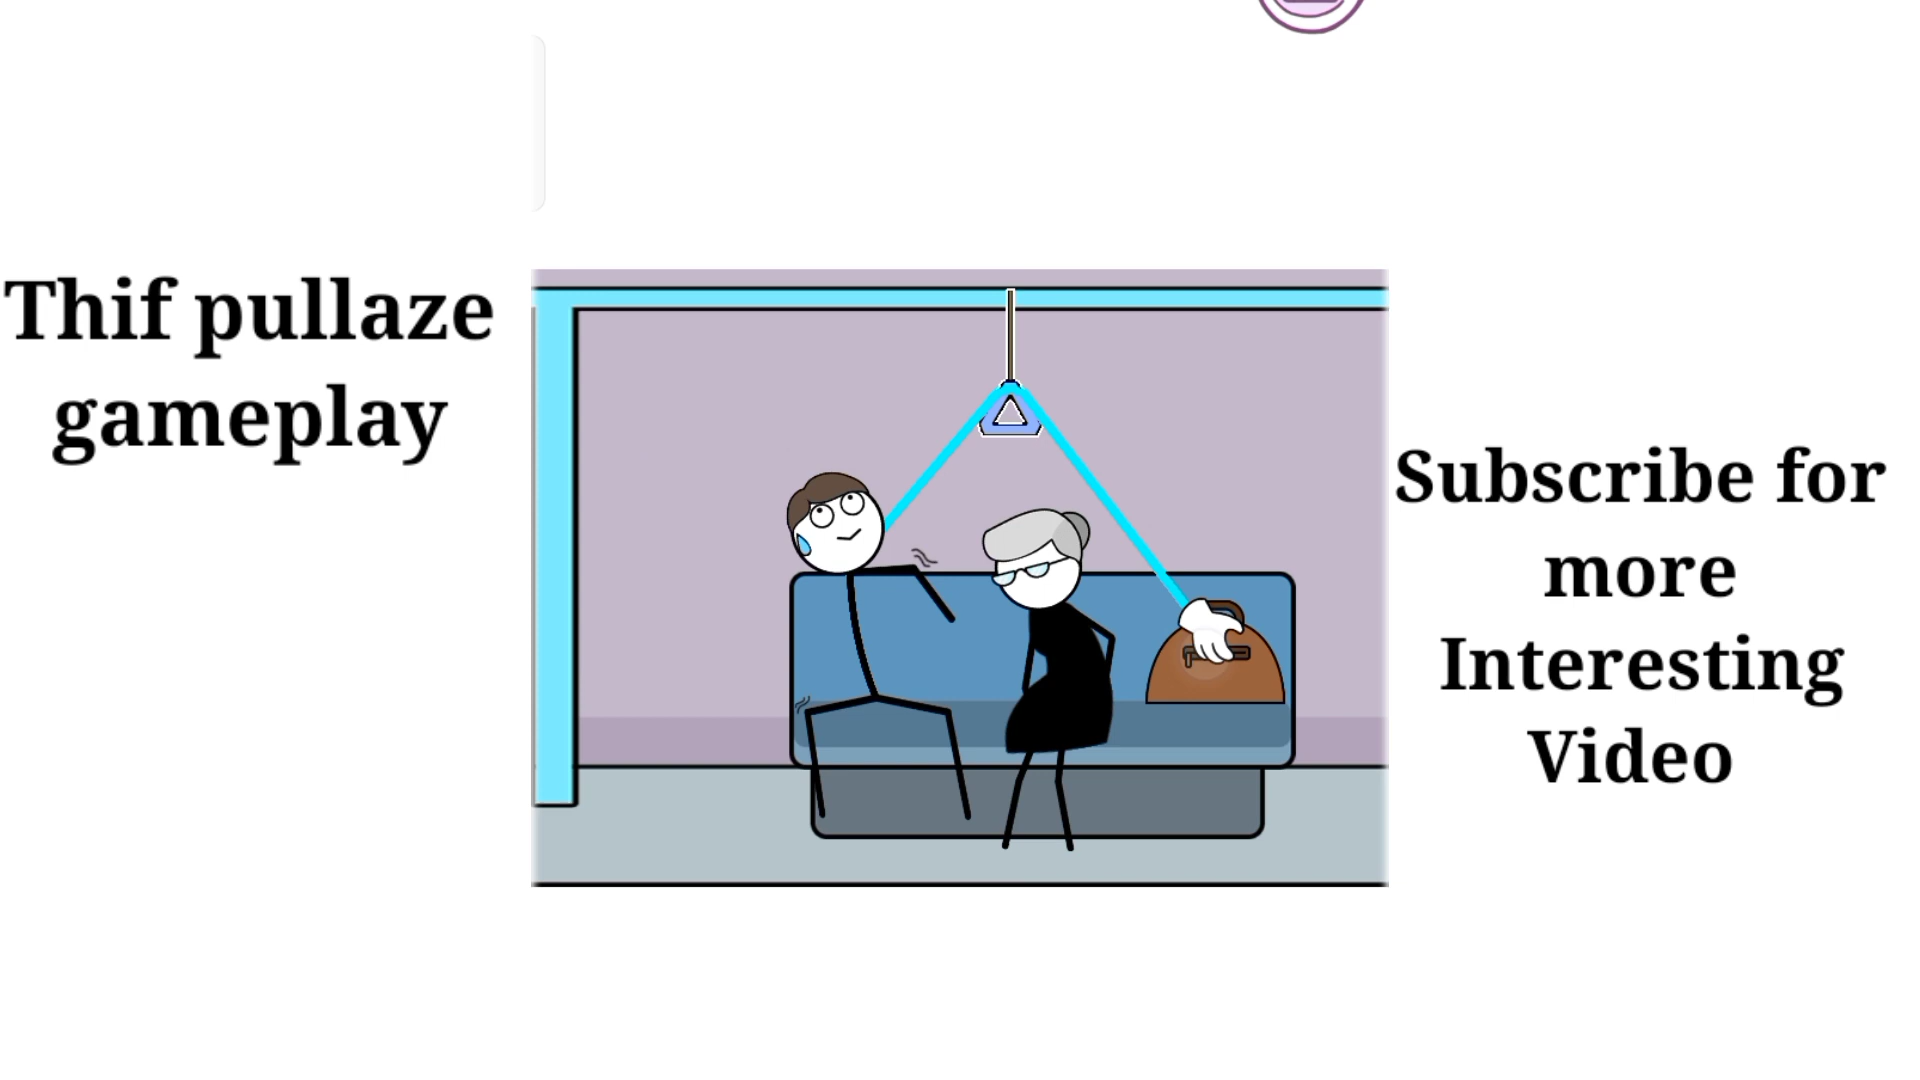 Thif pullaze
gameplay
Subscribe for
more
Interesting
Video